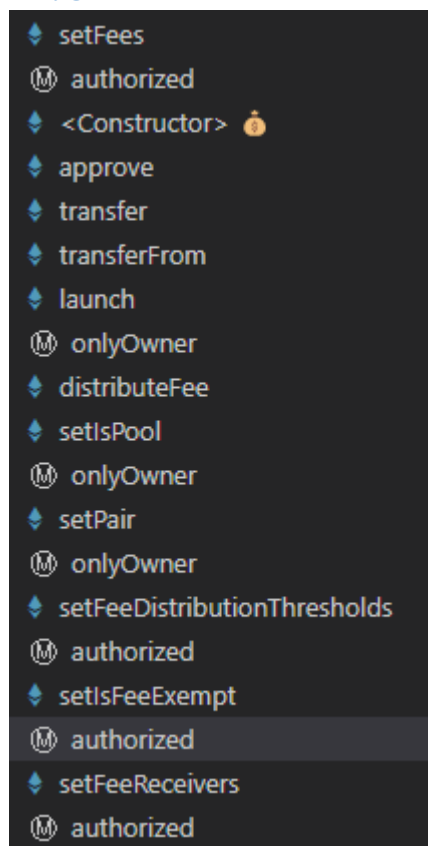 setFees
Ⓜ authorized
<Constructor> 💰
approve
transfer
transferFrom
launch
Ⓜ onlyOwner
distributeFee
setIsPool
Ⓜ onlyOwner
setPair
Ⓜ onlyOwner
setFeeDistributionThresholds
Ⓜ authorized
setIsFeeExempt
Ⓜ authorized
setFeeReceivers
Ⓜ authorized